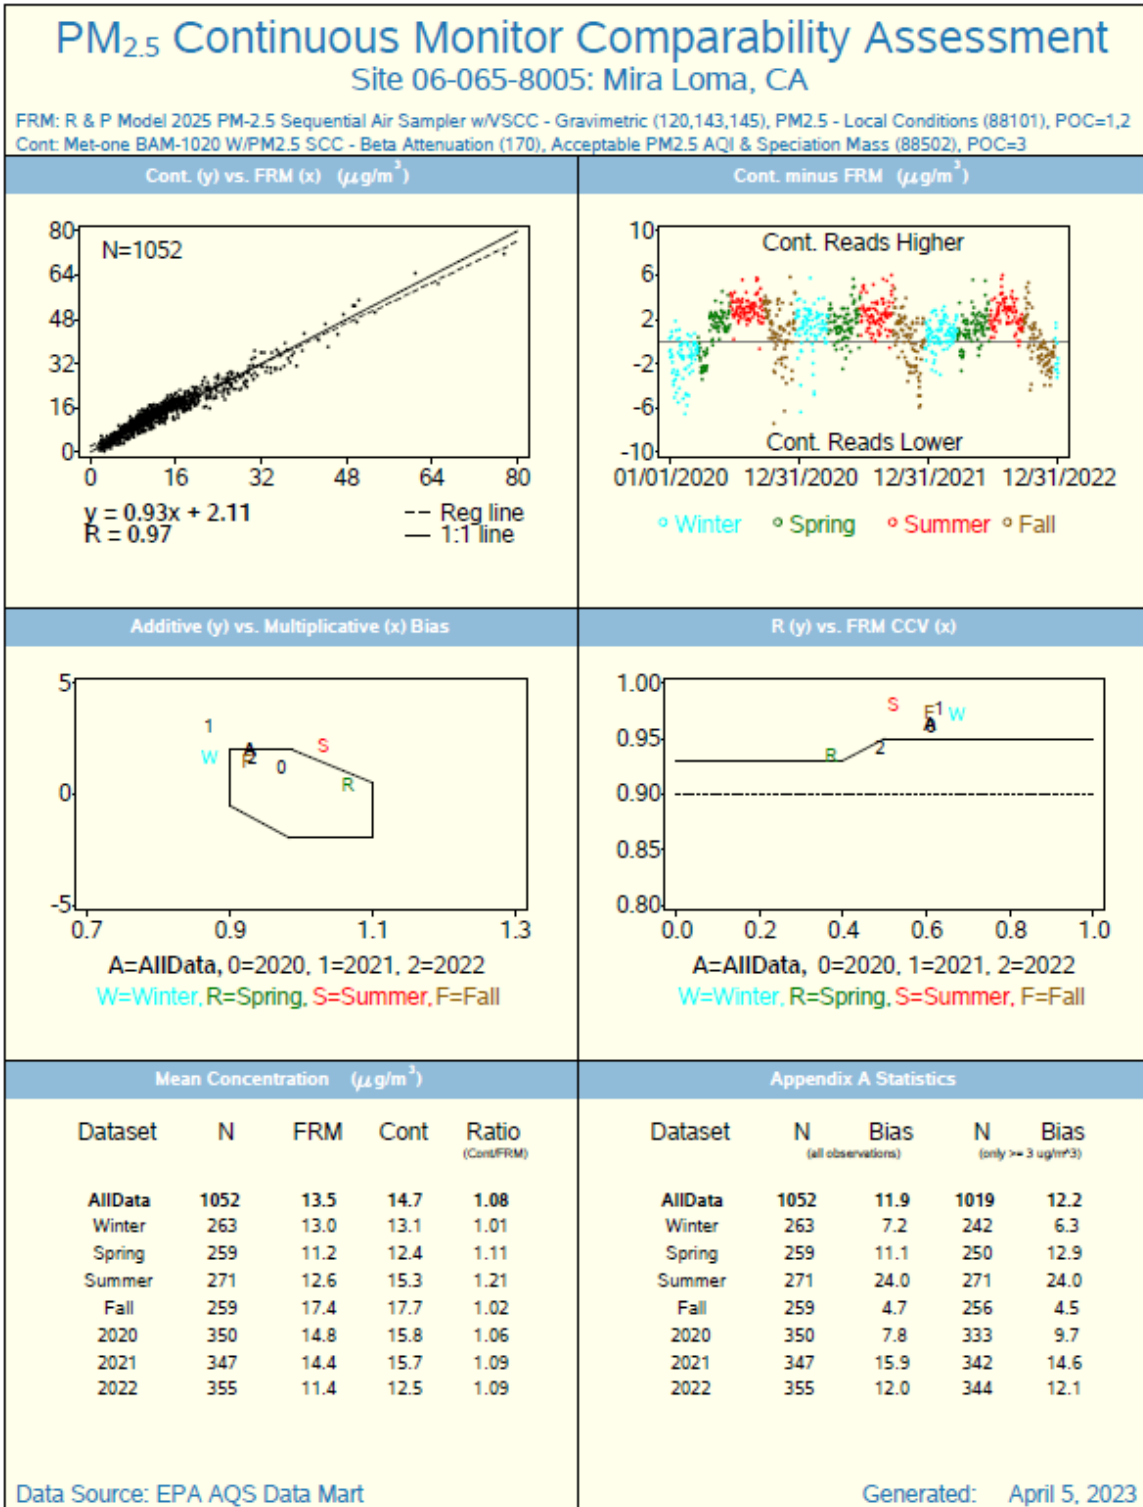 PM2.5 Continuous Monitor Comparability Assessment
Site 06-065-8005: Mira Loma, CA
FRM: R & P Model 2025 PM-2.5 Sequential Air Sampler w/VSCC - Gravimetric (120,143,145), PM2.5 - Local Conditions (88101), POC=1,2
Cont: Met-one BAM-1020 W/PM2.5 SCC - Beta Attenuation (170), Acceptable PM2.5 AQI & Speciation Mass (88502), POC=3
Cont. (y) vs. FRM (x) (μg/m³)
80
64
48
32
16
0
N=1052
0 16 32 48 64 80
y = 0.93x + 2.11
R = 0.97
-- Reg line
— 1:1 line
Cont. minus FRM (μg/m³)
10
6
2
-2
-6
-10
Cont. Reads Higher
Cont. Reads Lower
01/01/2020 12/31/2020 12/31/2021 12/31/2022
Winter Spring Summer Fall
Additive (y) vs. Multiplicative (x) Bias
5
0
-5
1
W
A
F
2
0
S
R
0.7 0.9 1.1 1.3
A=AllData, 0=2020, 1=2021, 2=2022
W=Winter, R=Spring, S=Summer, F=Fall
R (y) vs. FRM CCV (x)
1.00
0.95
0.90
0.85
0.80
S
F
1
W
A
0
2
R
0.0 0.2 0.4 0.6 0.8 1.0
A=AllData, 0=2020, 1=2021, 2=2022
W=Winter, R=Spring, S=Summer, F=Fall
Mean Concentration (μg/m³)
Dataset N FRM Cont Ratio
(Cont/FRM)
AllData 1052 13.5 14.7 1.08
Winter 263 13.0 13.1 1.01
Spring 259 11.2 12.4 1.11
Summer 271 12.6 15.3 1.21
Fall 259 17.4 17.7 1.02
2020 350 14.8 15.8 1.06
2021 347 14.4 15.7 1.09
2022 355 11.4 12.5 1.09
Appendix A Statistics
Dataset N Bias N Bias
(all observations) (only >= 3 ug/m^3)
AllData 1052 11.9 1019 12.2
Winter 263 7.2 242 6.3
Spring 259 11.1 250 12.9
Summer 271 24.0 271 24.0
Fall 259 4.7 256 4.5
2020 350 7.8 333 9.7
2021 347 15.9 342 14.6
2022 355 12.0 344 12.1
Data Source: EPA AQS Data Mart
Generated: April 5, 2023